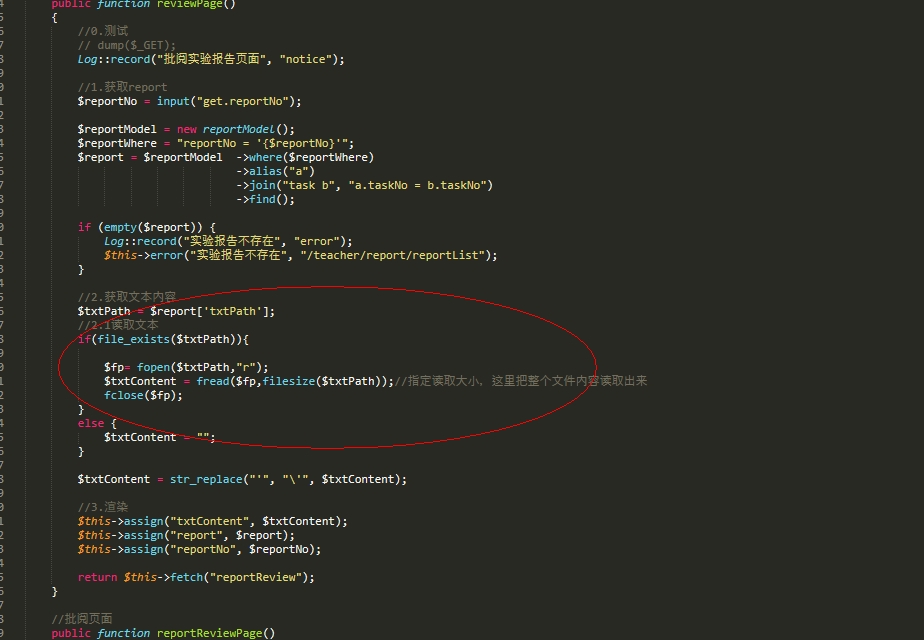 public function reviewPage()
{
//0.测试
// dump($_GET);
Log::record("批阅实验报告页面", "notice");
//1.获取report
$reportNo = input("get.reportNo");
$reportModel = new reportModel();
$reportWhere = "reportNo = '{$reportNo}'";
$report = $reportModel ->where($reportWhere)
->alias("a")
->join("task b", "a.taskNo = b.taskNo")
->find();
if (empty($report)) {
Log::record("实验报告不存在", "error");
$this->error("实验报告不存在", "/teacher/report/reportList");
}
//2.获取文本内容
$txtPath = $report['txtPath'];
//2.1读取文本
if(file_exists($txtPath)){
$fp= fopen($txtPath,"r");
$txtContent = fread($fp,filesize($txtPath));//指定读取大小, 这里把整个文件内容读取出来
fclose($fp);
}
else {
$txtContent = "";
}
$txtContent = str_replace("'", "\'", $txtContent);
//3.渲染
$this->assign("txtContent", $txtContent);
$this->assign("report", $report);
$this->assign("reportNo", $reportNo);
return $this->fetch("reportReview");
}
//批阅页面
public function reportReviewPage()